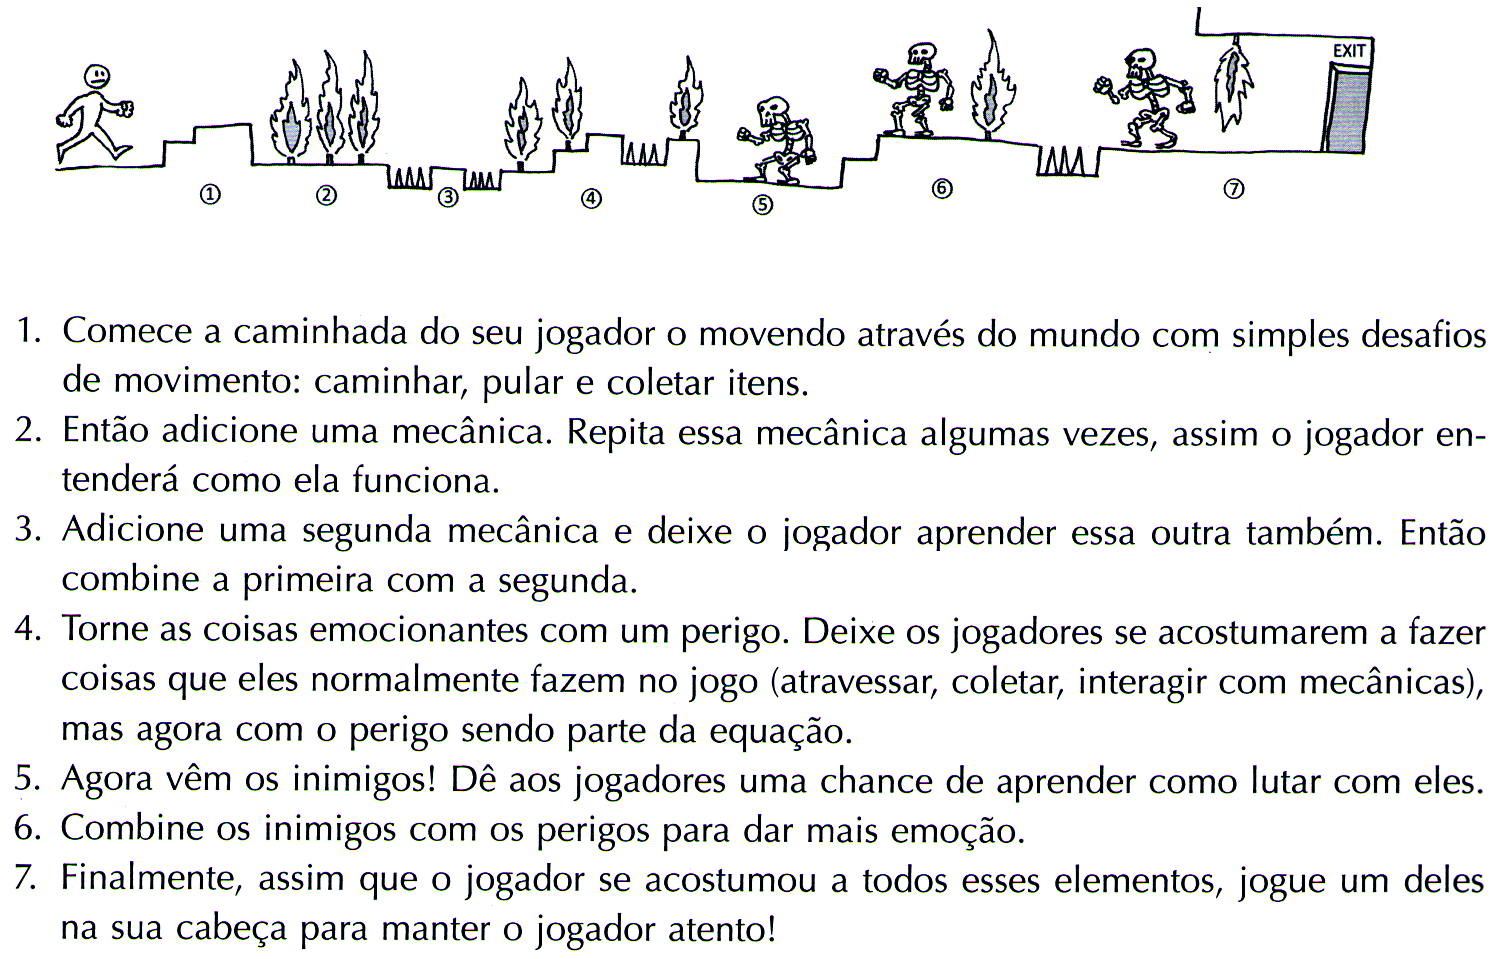 EXIT
① ② ③ ④ ⑤ ⑥ ⑦
1. Comece a caminhada do seu jogador o movendo através do mundo com simples desafios
de movimento: caminhar, pular e coletar itens.
2. Então adicione uma mecânica. Repita essa mecânica algumas vezes, assim o jogador en-
tenderá como ela funciona.
3. Adicione uma segunda mecânica e deixe o jogador aprender essa outra também. Então
combine a primeira com a segunda.
4. Torne as coisas emocionantes com um perigo. Deixe os jogadores se acostumarem a fazer
coisas que eles normalmente fazem no jogo (atravessar, coletar, interagir com mecânicas),
mas agora com o perigo sendo parte da equação.
5. Agora vêm os inimigos! Dê aos jogadores uma chance de aprender como lutar com eles.
6. Combine os inimigos com os perigos para dar mais emoção.
7. Finalmente, assim que o jogador se acostumou a todos esses elementos, jogue um deles
na sua cabeça para manter o jogador atento!